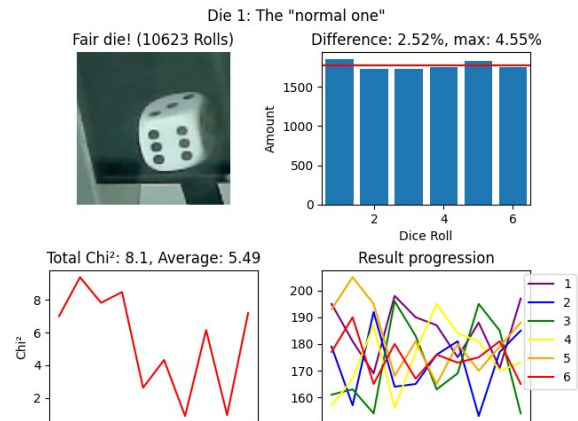 Die 1: The "normal one"
Fair die! (10623 Rolls)
Difference: 2.52%, max: 4.55%
Amount
1500
1000
500
0
2
4
6
Dice Roll
Total Chi²: 8.1, Average: 5.49
Chi²
8
6
4
2
Result progression
200
190
180
170
160
1
2
3
4
5
6